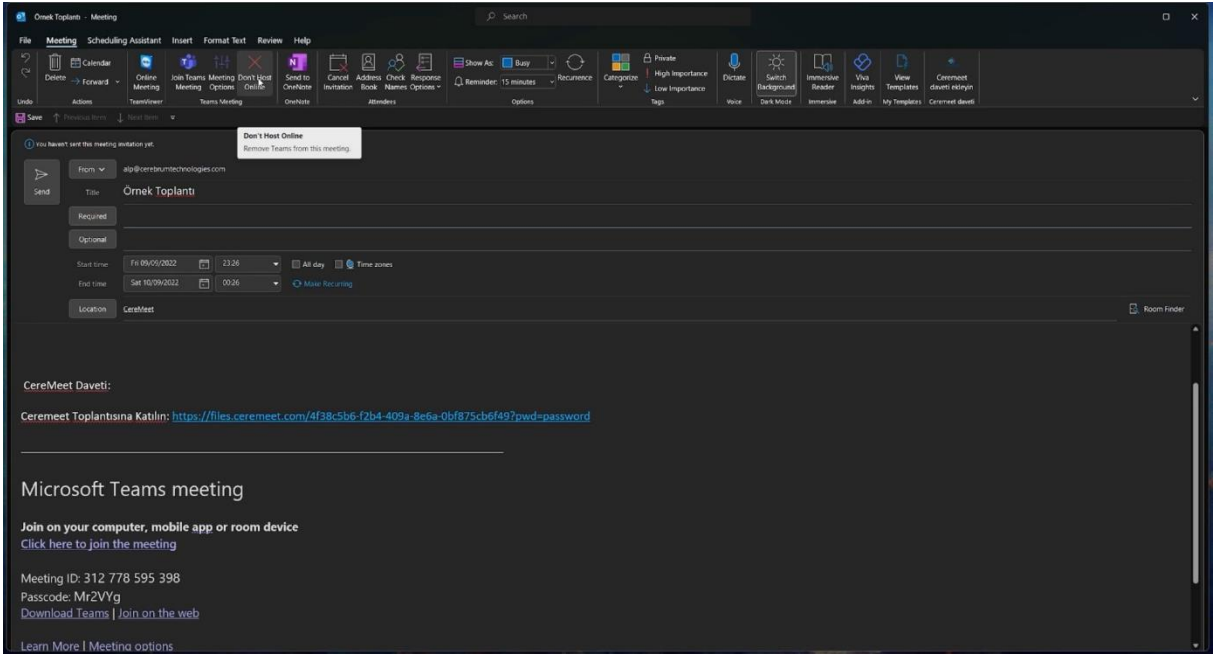 Örnek Toplantı - Meeting
Search
File Meeting Scheduling Assistant Insert Format Text Review Help
Delete
Calendar
Forward
Online Meeting
Join Teams Meeting
Meeting Options
Don't Host Online
Send to OneNote
Cancel Invitation
Address Book
Check Names
Response Options
Show As: Busy
Reminder: 15 minutes
Recurrence
Categorize
Private
High Importance
Low Importance
Dictate
Switch Background
Immersive Reader
Viva Insights
View Templates
Ceremeet daveti ekleyin
Undo Actions TeamViewer Teams Meeting OneNote Attendees Options Tags Voice Dark Mode Immersive Add-in My Templates Ceremeet daveti
Save Previous Item Next Item
Don't Host Online
Remove Teams from this meeting.
You haven't sent this meeting invitation yet.
Send
From alp@cerebrumtechnologies.com
Title Örnek Toplantı
Required
Optional
Start time Fri 09/09/2022 23:26 All day Time zones
End time Sat 10/09/2022 00:26 Make Recurring
Location CereMeet Room Finder
CereMeet Daveti:
Ceremeet Toplantısına Katılın: https://files.ceremeet.com/4f38c5b6-f2b4-409a-8e6a-0bf875cb6f49?pwd=password
Microsoft Teams meeting
Join on your computer, mobile app or room device
Click here to join the meeting
Meeting ID: 312 778 595 398
Passcode: Mr2VYg
Download Teams | Join on the web
Learn More | Meeting options